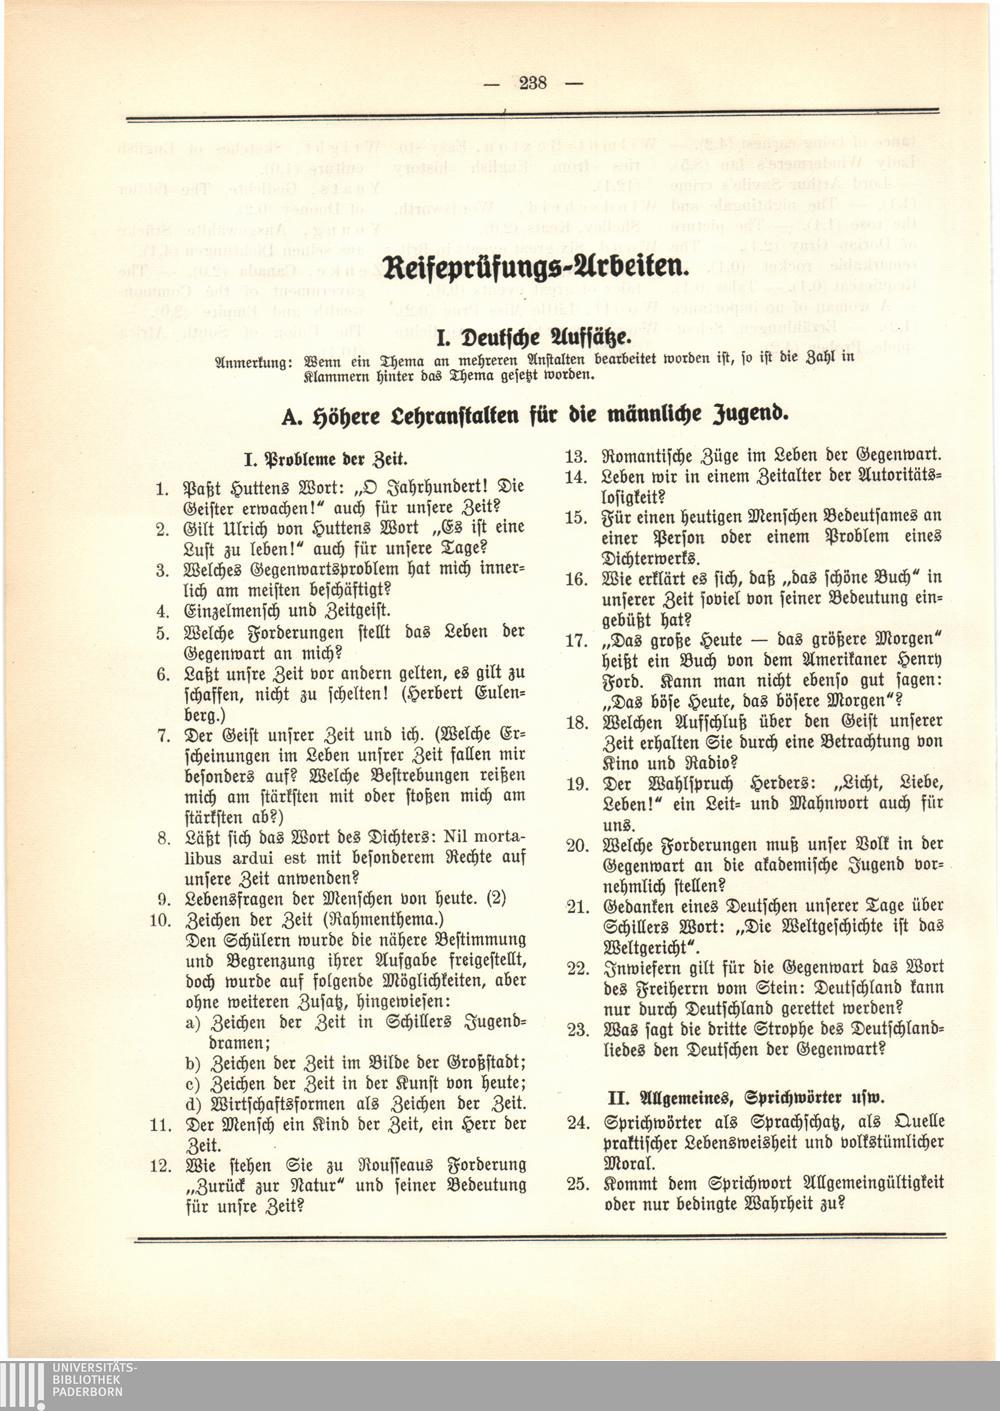 — 238 —
Reifeprüfungs-Arbeiten.
I. Deutsche Aufsätze.
Anmerkung: Wenn ein Thema an mehreren Anstalten bearbeitet worden ist, so ist die Zahl in
Klammern hinter das Thema gesetzt worden.
A. Höhere Lehranstalten für die männliche Jugend.
I. Probleme der Zeit.
1. Paßt Huttens Wort: „O Jahrhundert! Die
Geister erwachen!“ auch für unsere Zeit?
2. Gilt Ulrich von Huttens Wort „Es ist eine
Lust zu leben!“ auch für unsere Tage?
3. Welches Gegenwartsproblem hat mich inner-
lich am meisten beschäftigt?
4. Einzelmensch und Zeitgeist.
5. Welche Forderungen stellt das Leben der
Gegenwart an mich?
6. Laßt unsre Zeit vor andern gelten, es gilt zu
schaffen, nicht zu schelten! (Herbert Eulen-
berg.)
7. Der Geist unsrer Zeit und ich. (Welche Er-
scheinungen im Leben unsrer Zeit fallen mir
besonders auf? Welche Bestrebungen reißen
mich am stärksten mit oder stoßen mich am
stärksten ab?)
8. Läßt sich das Wort des Dichters: Nil morta-
libus ardui est mit besonderem Rechte auf
unsere Zeit anwenden?
9. Lebensfragen der Menschen von heute. (2)
10. Zeichen der Zeit (Rahmenthema.)
Den Schülern wurde die nähere Bestimmung
und Begrenzung ihrer Aufgabe freigestellt,
doch wurde auf folgende Möglichkeiten, aber
ohne weiteren Zusatz, hingewiesen:
a) Zeichen der Zeit in Schillers Jugend-
dramen;
b) Zeichen der Zeit im Bilde der Großstadt;
c) Zeichen der Zeit in der Kunst von heute;
d) Wirtschaftsformen als Zeichen der Zeit.
11. Der Mensch ein Kind der Zeit, ein Herr der
Zeit.
12. Wie stehen Sie zu Rousseaus Forderung
„Zurück zur Natur“ und seiner Bedeutung
für unsre Zeit?
13. Romantische Züge im Leben der Gegenwart.
14. Leben wir in einem Zeitalter der Autoritäts-
losigkeit?
15. Für einen heutigen Menschen Bedeutsames an
einer Person oder einem Problem eines
Dichterwerks.
16. Wie erklärt es sich, daß „das schöne Buch“ in
unserer Zeit soviel von seiner Bedeutung ein-
gebüßt hat?
17. „Das große Heute — das größere Morgen“
heißt ein Buch von dem Amerikaner Henry
Ford. Kann man nicht ebenso gut sagen:
„Das böse Heute, das bösere Morgen“?
18. Welchen Aufschluß über den Geist unserer
Zeit erhalten Sie durch eine Betrachtung von
Kino und Radio?
19. Der Wahlspruch Herders: „Licht, Liebe,
Leben!“ ein Leit- und Mahnwort auch für
uns.
20. Welche Forderungen muß unser Volk in der
Gegenwart an die akademische Jugend vor-
nehmlich stellen?
21. Gedanken eines Deutschen unserer Tage über
Schillers Wort: „Die Weltgeschichte ist das
Weltgericht“.
22. Inwiefern gilt für die Gegenwart das Wort
des Freiherrn vom Stein: Deutschland kann
nur durch Deutschland gerettet werden?
23. Was sagt die dritte Strophe des Deutschland-
liedes den Deutschen der Gegenwart?
II. Allgemeines, Sprichwörter usw.
24. Sprichwörter als Sprachschatz, als Quelle
praktischer Lebensweisheit und volkstümlicher
Moral.
25. Kommt dem Sprichwort Allgemeingültigkeit
oder nur bedingte Wahrheit zu?
UNIVERSITÄTS-
BIBLIOTHEK
PADERBORN